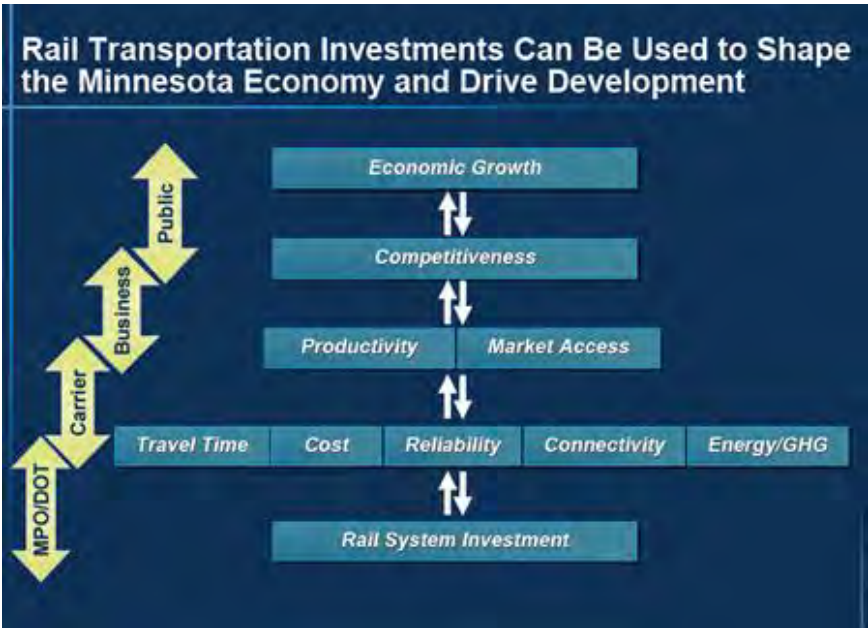 Rail Transportation Investments Can Be Used to Shape
the Minnesota Economy and Drive Development
Public
Economic Growth
Business
Competitiveness
Productivity
Market Access
Carrier
Travel Time
Cost
Reliability
Connectivity
Energy/GHG
MPO/DOT
Rail System Investment